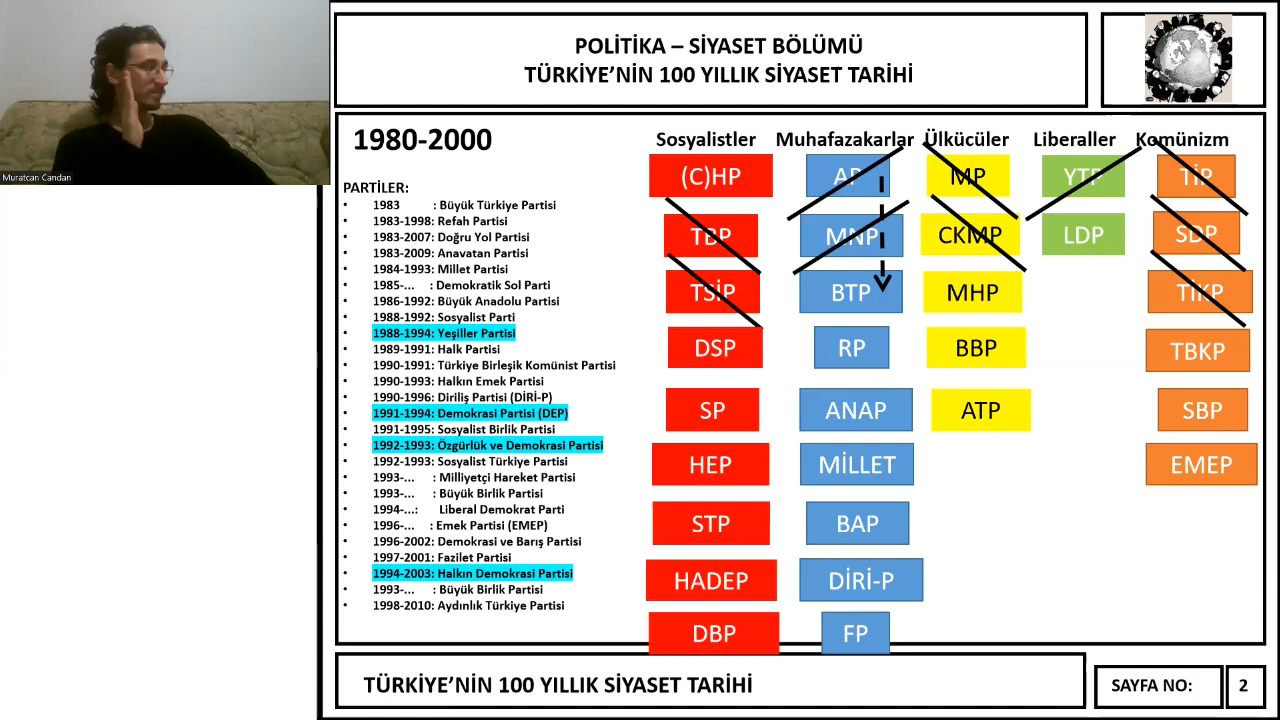 Muratcan Candan
POLİTİKA – SİYASET BÖLÜMÜ
TÜRKİYE’NİN 100 YILLIK SİYASET TARİHİ
1980-2000
PARTİLER:
• 1983 : Büyük Türkiye Partisi
• 1983-1998: Refah Partisi
• 1983-2007: Doğru Yol Partisi
• 1983-2009: Anavatan Partisi
• 1984-1993: Millet Partisi
• 1985-... : Demokratik Sol Parti
• 1986-1992: Büyük Anadolu Partisi
• 1988-1992: Sosyalist Parti
• 1988-1994: Yeşiller Partisi
• 1989-1991: Halk Partisi
• 1990-1991: Türkiye Birleşik Komünist Partisi
• 1990-1993: Halkın Emek Partisi
• 1990-1996: Diriliş Partisi (DİRİ-P)
• 1991-1994: Demokrasi Partisi (DEP)
• 1991-1995: Sosyalist Birlik Partisi
• 1992-1993: Özgürlük ve Demokrasi Partisi
• 1992-1993: Sosyalist Türkiye Partisi
• 1993-... : Milliyetçi Hareket Partisi
• 1993-... : Büyük Birlik Partisi
• 1994-...: Liberal Demokrat Parti
• 1996-... : Emek Partisi (EMEP)
• 1996-2002: Demokrasi ve Barış Partisi
• 1997-2001: Fazilet Partisi
• 1994-2003: Halkın Demokrasi Partisi
• 1993-... : Büyük Birlik Partisi
• 1998-2010: Aydınlık Türkiye Partisi
Sosyalistler
(C)HP
TBP
TSİP
DSP
SP
HEP
STP
HADEP
DBP
Muhafazakarlar
AP
MNP
BTP
RP
ANAP
MİLLET
BAP
DİRİ-P
FP
Ülkücüler
MP
CKMP
MHP
BBP
ATP
Liberaller
YTP
LDP
Komünizm
TİP
SDP
TİKP
TBKP
SBP
EMEP
TÜRKİYE’NİN 100 YILLIK SİYASET TARİHİ
SAYFA NO:
2